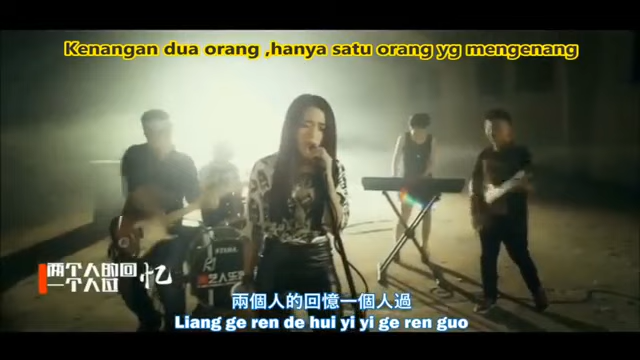 Kenangan dua orang ,hanya satu orang yg mengenang
TAMA
两个人的回忆
一个人过
兩個人的回憶一個人過
Liang ge ren de hui yi yi ge ren guo